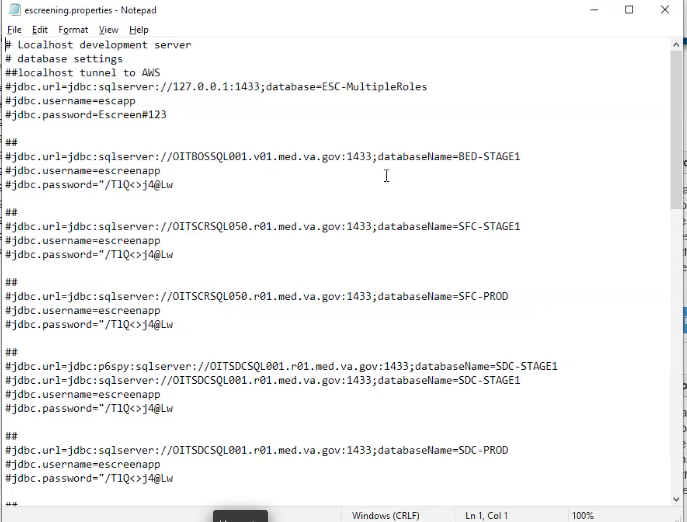 escreening.properties - Notepad
File Edit Format View Help
# Localhost development server
# database settings
##localhost tunnel to AWS
#jdbc.url=jdbc:sqlserver://127.0.0.1:1433;database=ESC-MultipleRoles
#jdbc.username=escapp
#jdbc.password=Escreen#123
##
#jdbc.url=jdbc:sqlserver://OITBOSSQL001.v01.med.va.gov:1433;databaseName=BED-STAGE1
#jdbc.username=escreenapp
#jdbc.password="/TlQ<>j4@Lw
##
#jdbc.url=jdbc:sqlserver://OITSCRSQL050.r01.med.va.gov:1433;databaseName=SFC-STAGE1
#jdbc.username=escreenapp
#jdbc.password="/TlQ<>j4@Lw
##
#jdbc.url=jdbc:sqlserver://OITSCRSQL050.r01.med.va.gov:1433;databaseName=SFC-PROD
#jdbc.username=escreenapp
#jdbc.password="/TlQ<>j4@Lw
##
#jdbc.url=jdbc:p6spy:sqlserver://OITSDCSQL001.r01.med.va.gov:1433;databaseName=SDC-STAGE1
#jdbc.url=jdbc:sqlserver://OITSDCSQL001.r01.med.va.gov:1433;databaseName=SDC-STAGE1
#jdbc.username=escreenapp
#jdbc.password="/TlQ<>j4@Lw
##
#jdbc.url=jdbc:sqlserver://OITSDCSQL001.r01.med.va.gov:1433;databaseName=SDC-PROD
#jdbc.username=escreenapp
#jdbc.password="/TlQ<>j4@Lw
##
Windows (CRLF) Ln 1, Col 1 100%